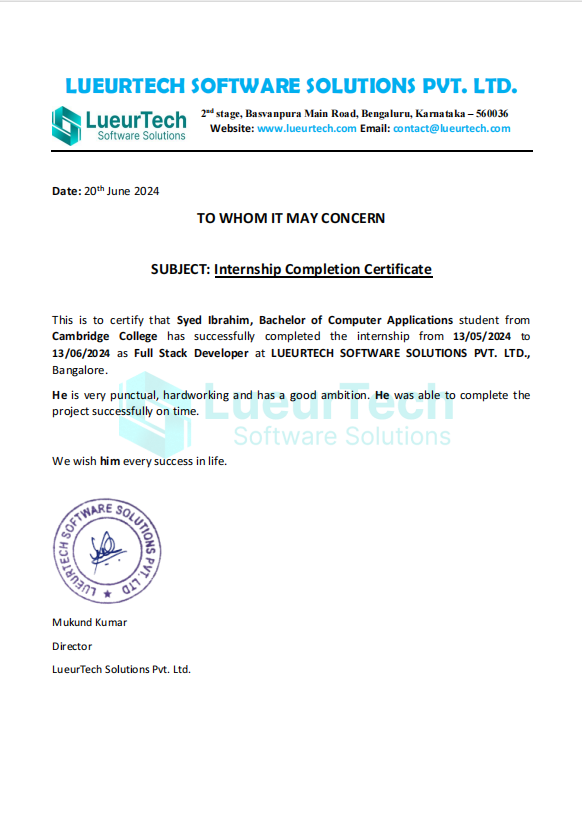 LUEURTECH SOFTWARE SOLUTIONS PVT. LTD.
LueurTech
Software Solutions
2nd stage, Basvanpura Main Road, Bengaluru, Karnataka – 560036
Website: www.lueurtech.com Email: contact@lueurtech.com
Date: 20th June 2024
TO WHOM IT MAY CONCERN
SUBJECT: Internship Completion Certificate
This is to certify that Syed Ibrahim, Bachelor of Computer Applications student from
Cambridge College has successfully completed the internship from 13/05/2024 to
13/06/2024 as Full Stack Developer at LUEURTECH SOFTWARE SOLUTIONS PVT. LTD.,
Bangalore.
He is very punctual, hardworking and has a good ambition. He was able to complete the
project successfully on time.
LueurTech
Software Solutions
We wish him every success in life.
LUEURTECH SOFTWARE SOLUTIONS PVT. LTD
Mukund Kumar
Director
LueurTech Solutions Pvt. Ltd.